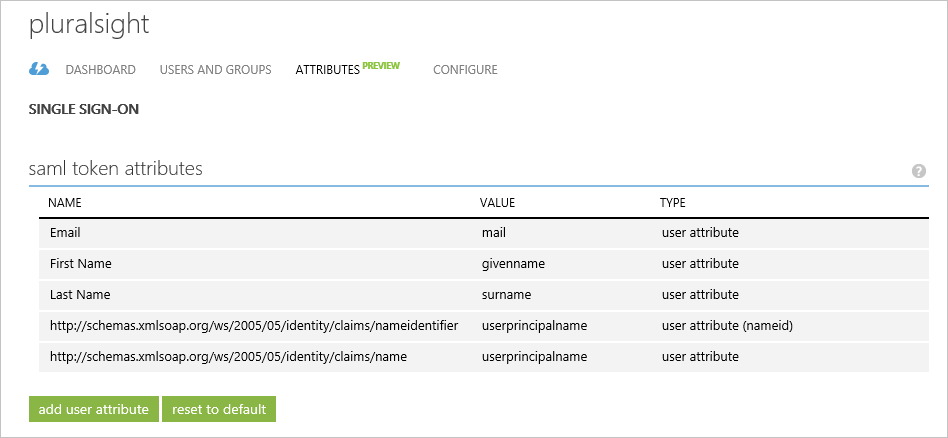 pluralsight
DASHBOARD USERS AND GROUPS ATTRIBUTES PREVIEW CONFIGURE
SINGLE SIGN-ON
saml token attributes ?
NAME VALUE TYPE
Email mail user attribute
First Name givenname user attribute
Last Name surname user attribute
http://schemas.xmlsoap.org/ws/2005/05/identity/claims/nameidentifier userprincipalname user attribute (nameid)
http://schemas.xmlsoap.org/ws/2005/05/identity/claims/name userprincipalname user attribute
add user attribute reset to default